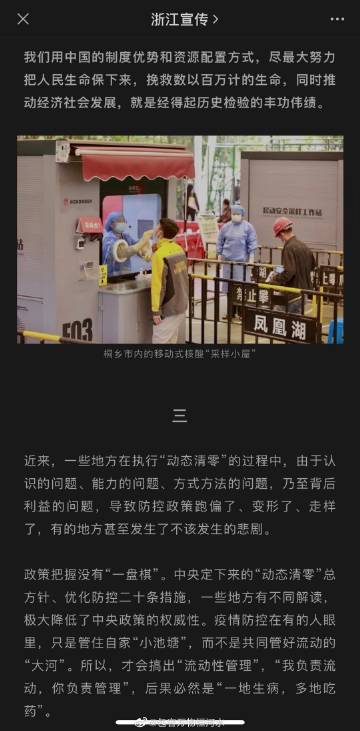 浙江宣传
我们用中国的制度优势和资源配置方式，尽最大努力
把人民生命保下来，挽救数以百万计的生命，同时推
动经济社会发展，就是经得起历史检验的丰功伟绩。
移动安全采样工作站
F03
禁止攀
湖
凤凰湖
桐乡市内的移动式核酸“采样小屋”
三
近来，一些地方在执行“动态清零”的过程中，由于认
识的问题、能力的问题、方式方法的问题，乃至背后
利益的问题，导致防控政策跑偏了、变形了、走样
了，有的地方甚至发生了不该发生的悲剧。
政策把握没有“一盘棋”。中央定下来的“动态清零”总
方针、优化防控二十条措施，一些地方有不同解读，
极大降低了中央政策的权威性。疫情防控在有的人眼
里，只是管住自家“小池塘”，而不是共同管好流动的
“大河”。所以，才会搞出“流动性管理”，“我负责流
动，你负责管理”，后果必然是“一地生病，多地吃
药”。